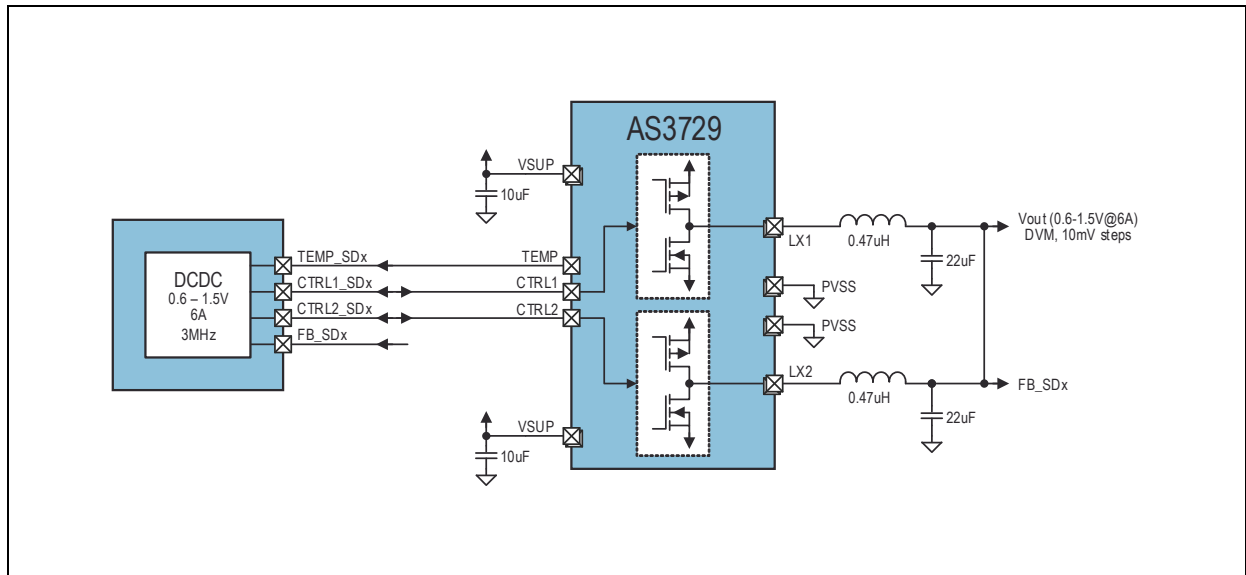 AS3729
VSUP
10uF
DCDC
0.6 – 1.5V
6A
3MHz
TEMP_SDx
CTRL1_SDx
CTRL2_SDx
FB_SDx
TEMP
CTRL1
CTRL2
LX1
0.47uH
22uF
Vout (0.6-1.5V@6A)
DVM, 10mV steps
PVSS
PVSS
LX2
0.47uH
22uF
FB_SDx
VSUP
10uF